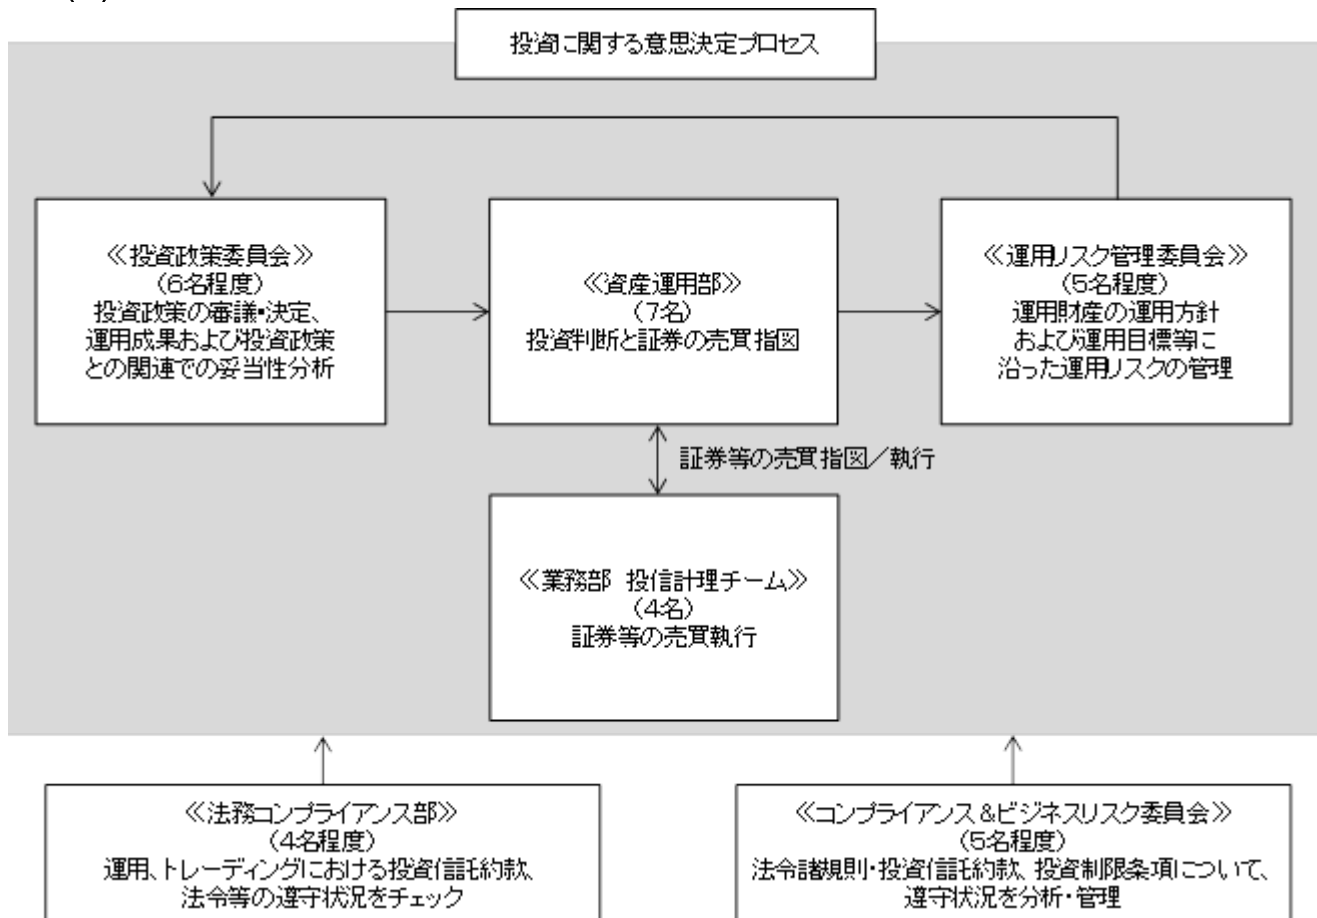 投資に関する意思決定プロセス
≪投資政策委員会≫
(6名程度)
投資政策の審議・決定、
運用成果および投資政策
との関連での妥当性分析
≪資産運用部≫
(7名)
投資判断と証券の売買指図
≪運用リスク管理委員会≫
(5名程度)
運用財産の運用方針
および運用目標等に
沿った運用リスクの管理
証券等の売買指図/執行
≪業務部 投信計理チーム≫
(4名)
証券等の売買執行
≪法務コンプライアンス部≫
(4名程度)
運用、トレーディングにおける投資信託約款、
法令等の遵守状況をチェック
≪コンプライアンス&ビジネスリスク委員会≫
(5名程度)
法令諸規則・投資信託約款、投資制限条項について、
遵守状況を分析・管理